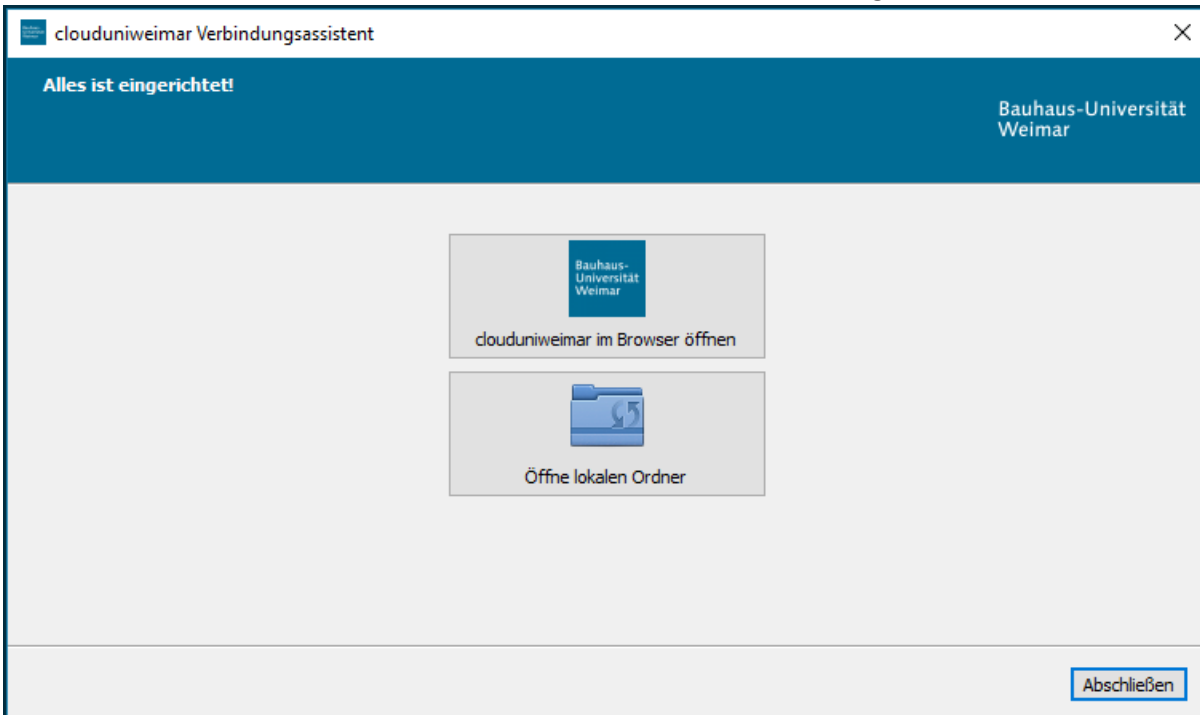 clouduniweimar Verbindungsassistent
Alles ist eingerichtet!
Bauhaus-Universität
Weimar
Bauhaus-
Universität
Weimar
clouduniweimar im Browser öffnen
Öffne lokalen Ordner
Abschließen